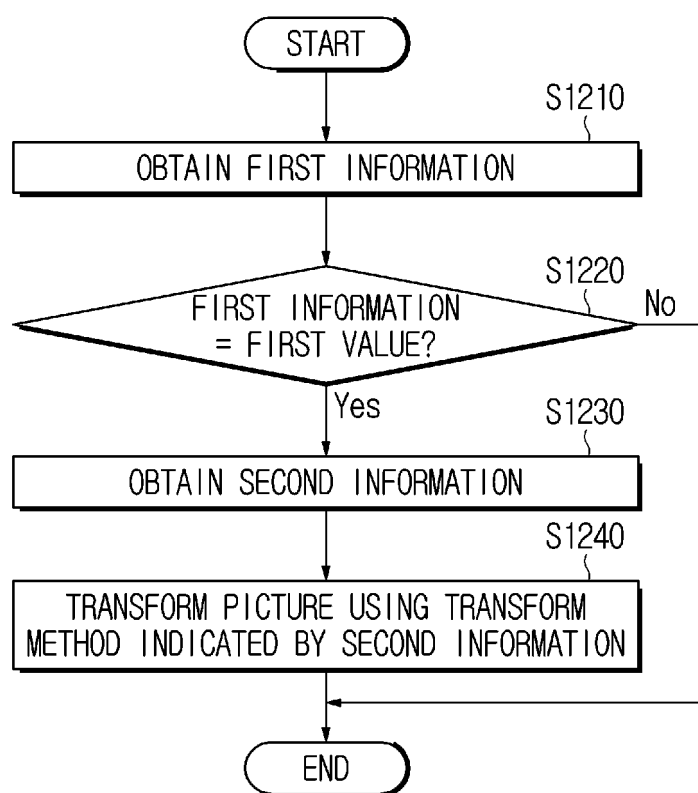 START
S1210
OBTAIN FIRST INFORMATION
S1220
FIRST INFORMATION
= FIRST VALUE?
No
Yes
S1230
OBTAIN SECOND INFORMATION
S1240
TRANSFORM PICTURE USING TRANSFORM
METHOD INDICATED BY SECOND INFORMATION
END